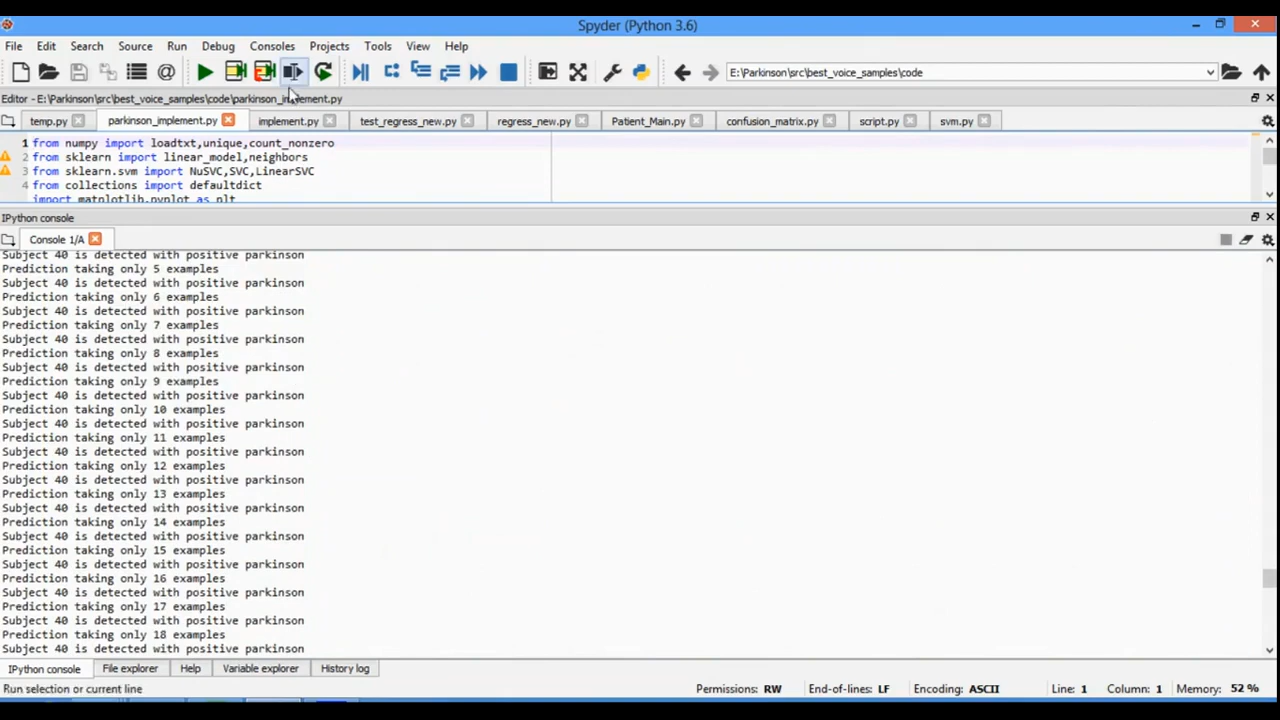 Spyder (Python 3.6)
File Edit Search Source Run Debug Consoles Projects Tools View Help
E:\Parkinson\src\best_voice_samples\code
Editor - E:\Parkinson\src\best_voice_samples\code\parkinson_implement.py
temp.py parkinson_implement.py implement.py test_regress_new.py regress_new.py Patient_Main.py confusion_matrix.py script.py svm.py
1 from numpy import loadtxt,unique,count_nonzero
2 from sklearn import linear_model,neighbors
3 from sklearn.svm import NuSVC,SVC,LinearSVC
4 from collections import defaultdict
import matplotlib.pyplot as plt
IPython console
Console 1/A
Subject 40 is detected with positive parkinson
Prediction taking only 5 examples
Subject 40 is detected with positive parkinson
Prediction taking only 6 examples
Subject 40 is detected with positive parkinson
Prediction taking only 7 examples
Subject 40 is detected with positive parkinson
Prediction taking only 8 examples
Subject 40 is detected with positive parkinson
Prediction taking only 9 examples
Subject 40 is detected with positive parkinson
Prediction taking only 10 examples
Subject 40 is detected with positive parkinson
Prediction taking only 11 examples
Subject 40 is detected with positive parkinson
Prediction taking only 12 examples
Subject 40 is detected with positive parkinson
Prediction taking only 13 examples
Subject 40 is detected with positive parkinson
Prediction taking only 14 examples
Subject 40 is detected with positive parkinson
Prediction taking only 15 examples
Subject 40 is detected with positive parkinson
Prediction taking only 16 examples
Subject 40 is detected with positive parkinson
Prediction taking only 17 examples
Subject 40 is detected with positive parkinson
Prediction taking only 18 examples
Subject 40 is detected with positive parkinson
IPython console File explorer Help Variable explorer History log
Run selection or current line Permissions: RW End-of-lines: LF Encoding: ASCII Line: 1 Column: 1 Memory: 52 %